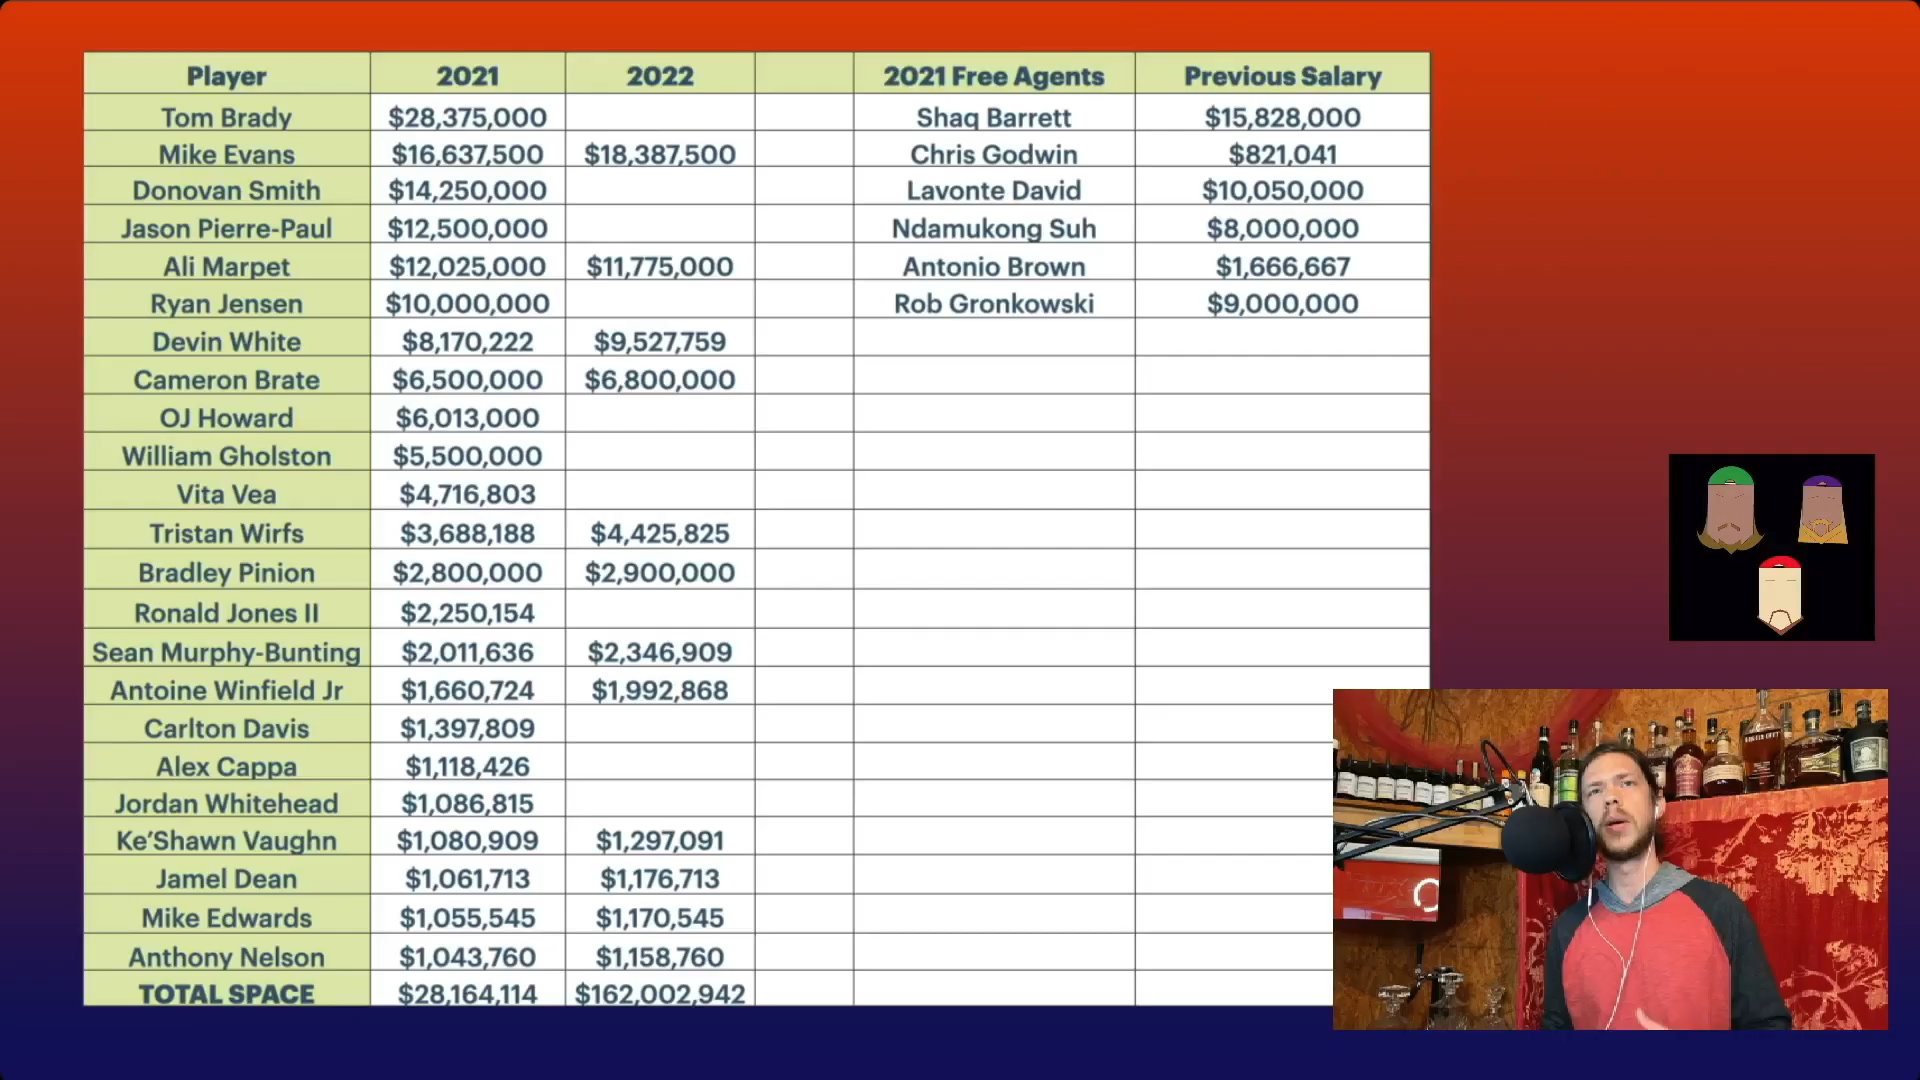 Player 2021 2022 2021 Free Agents Previous Salary
Tom Brady $28,375,000 Shaq Barrett $15,828,000
Mike Evans $16,637,500 $18,387,500 Chris Godwin $821,041
Donovan Smith $14,250,000 Lavonte David $10,050,000
Jason Pierre-Paul $12,500,000 Ndamukong Suh $8,000,000
Ali Marpet $12,025,000 $11,775,000 Antonio Brown $1,666,667
Ryan Jensen $10,000,000 Rob Gronkowski $9,000,000
Devin White $8,170,222 $9,527,759
Cameron Brate $6,500,000 $6,800,000
OJ Howard $6,013,000
William Gholston $5,500,000
Vita Vea $4,716,803
Tristan Wirfs $3,688,188 $4,425,825
Bradley Pinion $2,800,000 $2,900,000
Ronald Jones II $2,250,154
Sean Murphy-Bunting $2,011,636 $2,346,909
Antoine Winfield Jr $1,660,724 $1,992,868
Carlton Davis $1,397,809
Alex Cappa $1,118,426
Jordan Whitehead $1,086,815
Ke’Shawn Vaughn $1,080,909 $1,297,091
Jamel Dean $1,061,713 $1,176,713
Mike Edwards $1,055,545 $1,170,545
Anthony Nelson $1,043,760 $1,158,760
TOTAL SPACE $28,164,114 $162,002,942